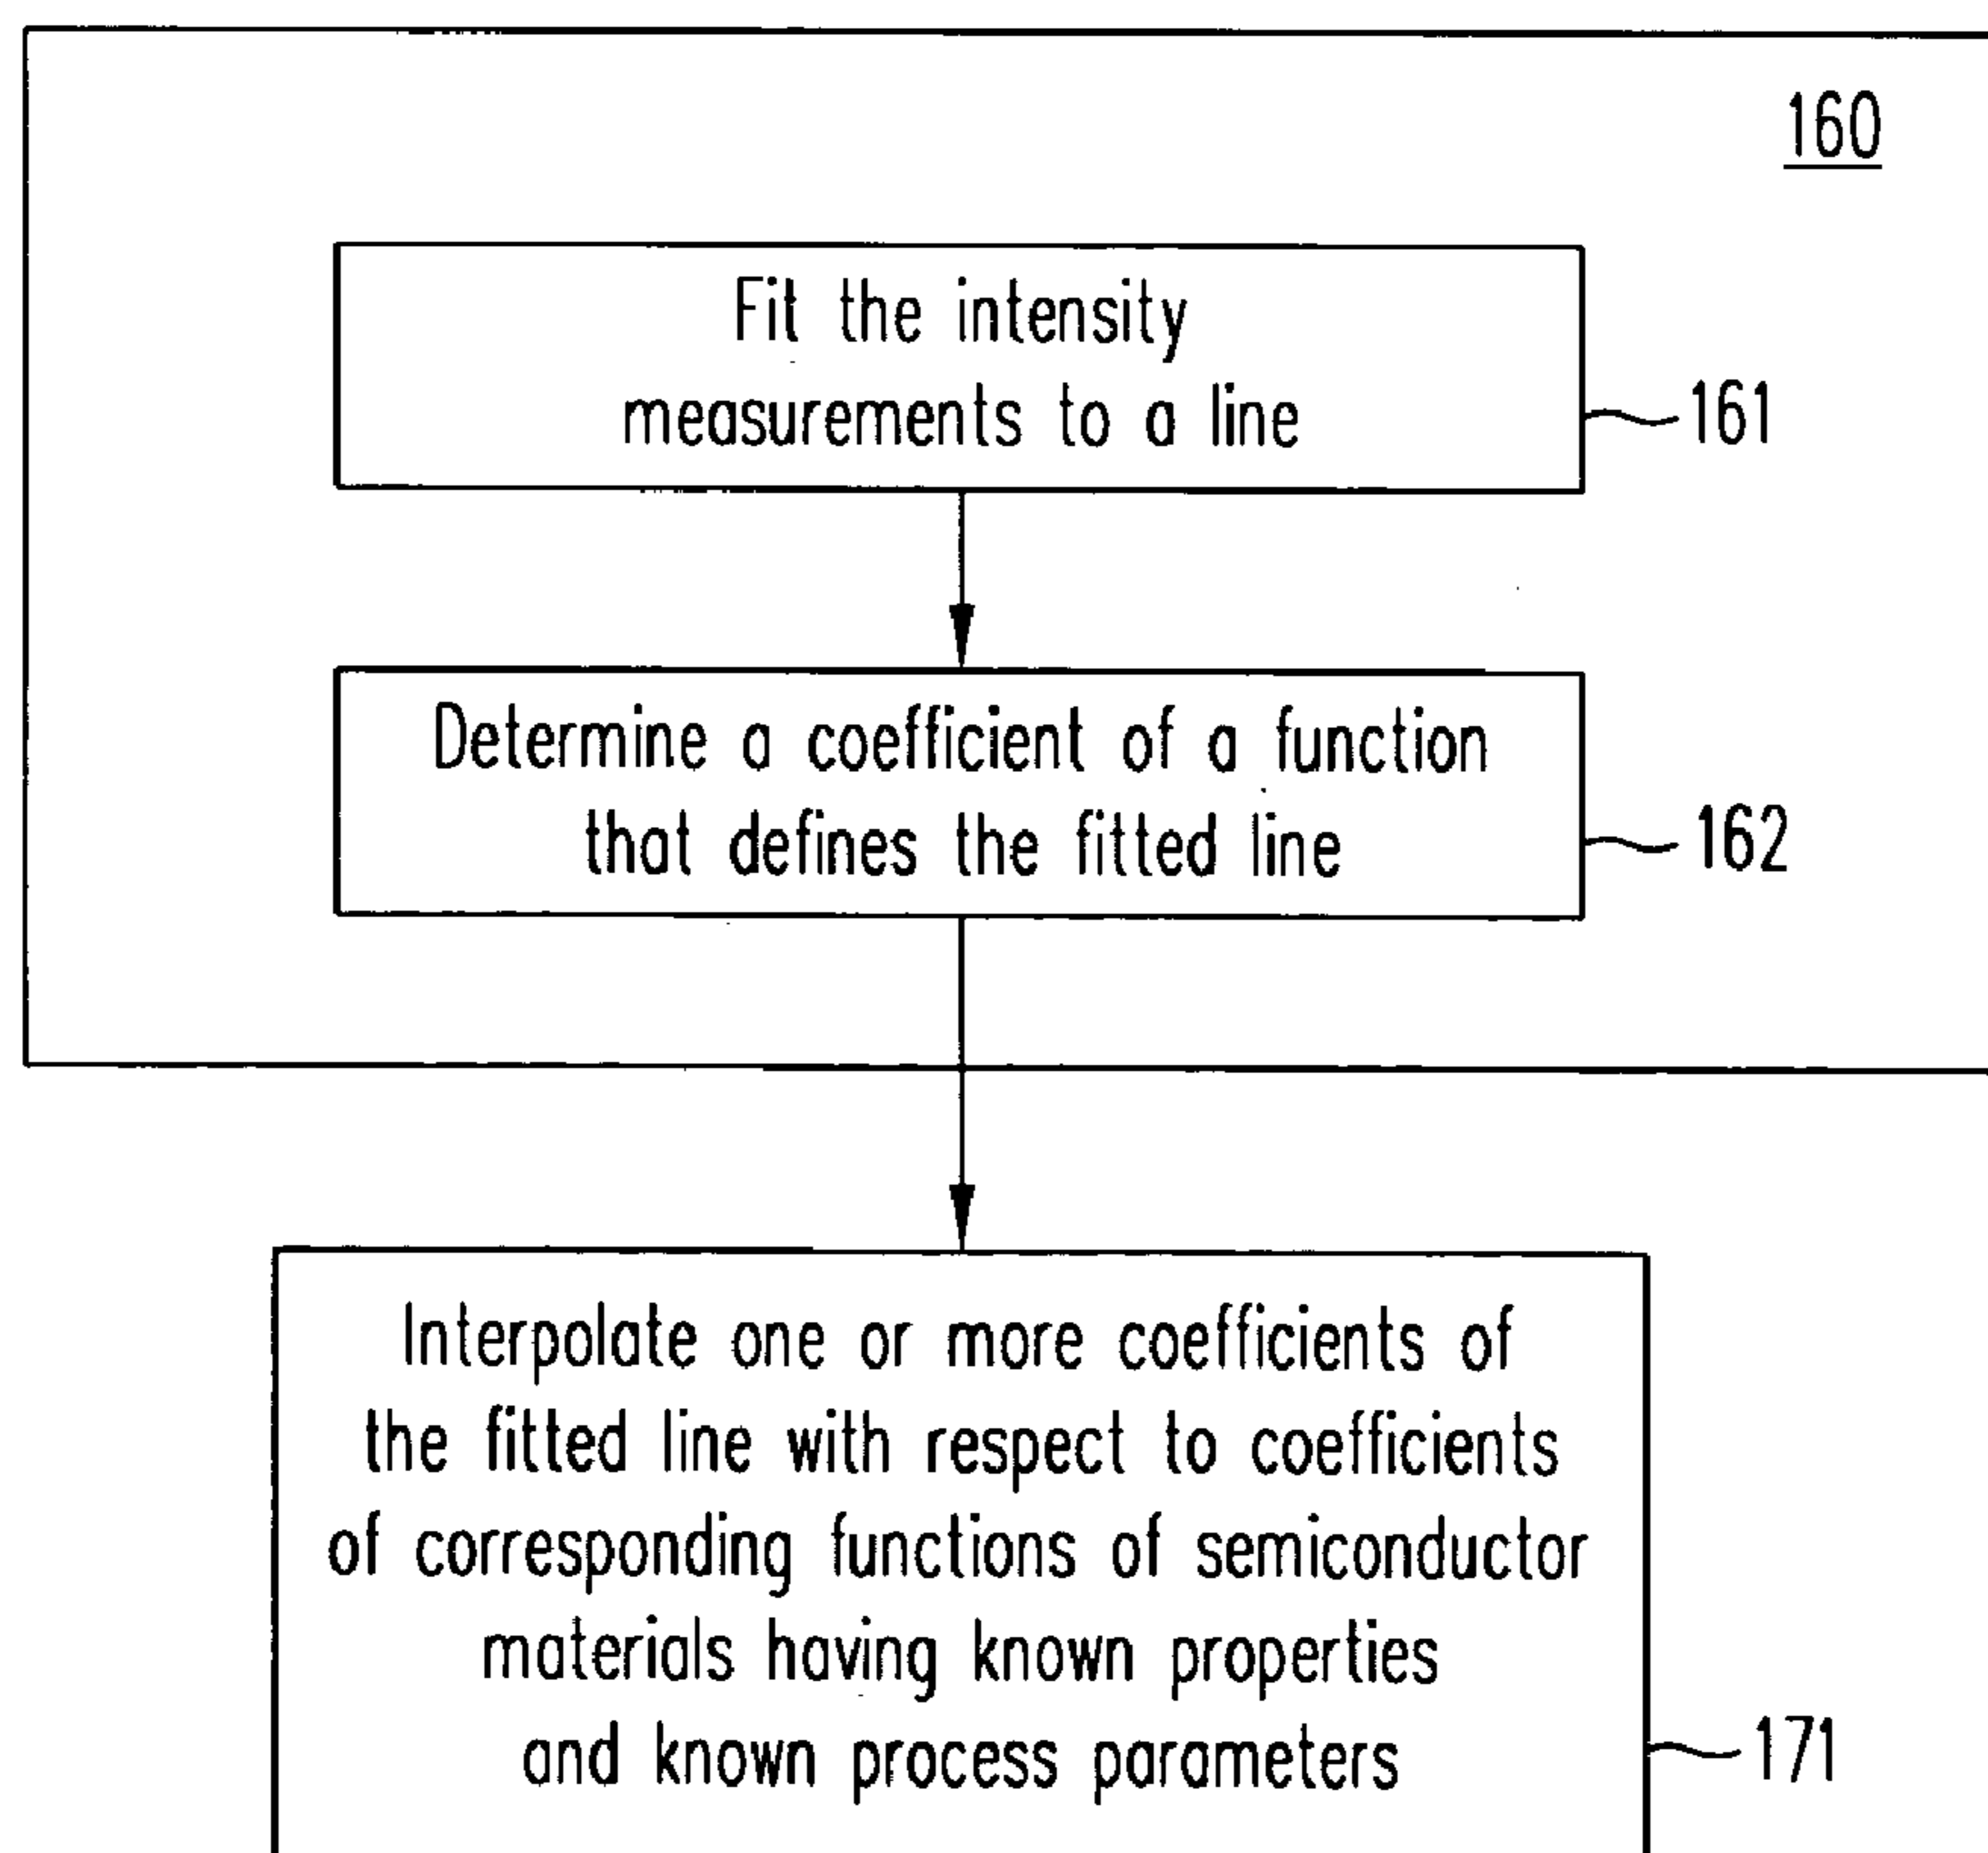 160
Fit the intensity
measurements to a line
161
Determine a coefficient of a function
that defines the fitted line
162
Interpolate one or more coefficients of
the fitted line with respect to coefficients
of corresponding functions of semiconductor
materials having known properties
and known process parameters
171